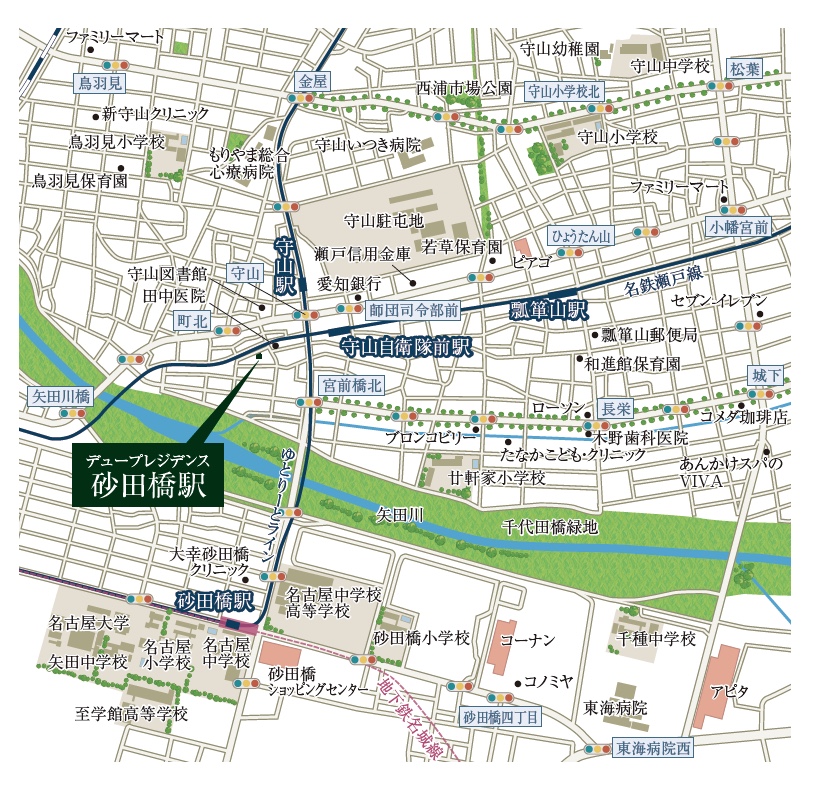 ファミリーマート
鳥羽見
新守山クリニック
鳥羽見小学校
鳥羽見保育園
もりやま総合
心療病院
金屋
守山いつき病院
西浦市場公園
守山幼稚園
守山中学校
守山小学校北
松葉
守山小学校
ファミリーマート
小幡宮前
守山駐屯地
若草保育園
ひょうたん山
ピアゴ
瀬戸信用金庫
愛知銀行
守山駅
守山図書館
守山
田中医院
町北
師団司令部前
瓢箪山駅
名鉄瀬戸線
セブン-イレブン
守山自衛隊前駅
瓢箪山郵便局
和進館保育園
城下
矢田川橋
宮前橋北
ローソン
長栄
コメダ珈琲店
ブロンコビリー
木野歯科医院
たなかこども・クリニック
あんかけスパの
VIVA
廿軒家小学校
デュープレジデンス
砂田橋駅
ゆとりーとライン
矢田川
千代田橋緑地
大幸砂田橋
クリニック
砂田橋駅
名古屋中学校
高等学校
名古屋大学
矢田中学校
名古屋
小学校
名古屋
中学校
砂田橋小学校
コーナン
千種中学校
砂田橋
ショッピングセンター
地下鉄名城線
コノミヤ
アピタ
至学館高等学校
砂田橋四丁目
東海病院
東海病院西